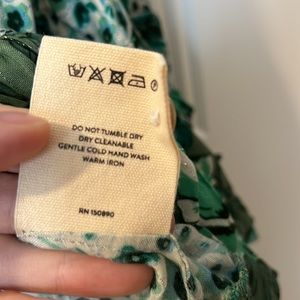 DO NOT TUMBLE DRY
DRY CLEANABLE
GENTLE COLD HAND WASH
WARM IRON
RN 150890